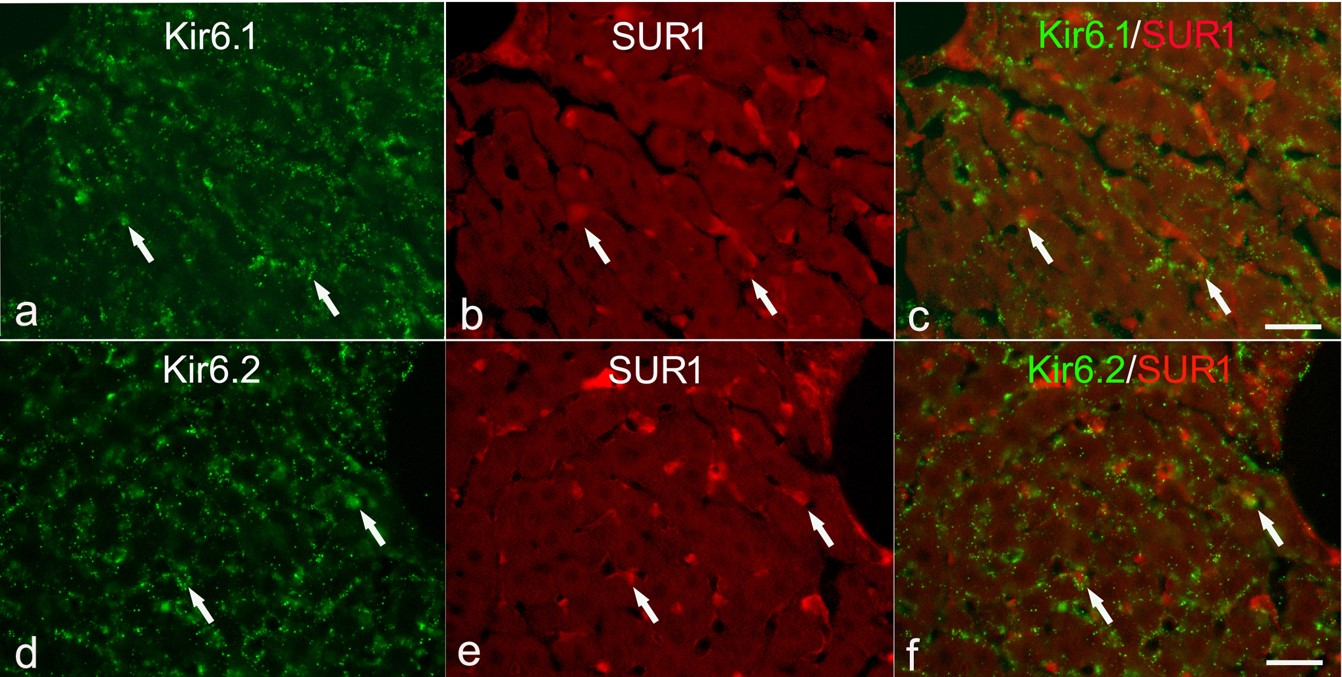 Kir6.1
SUR1
Kir6.1/SUR1
a
b
c
Kir6.2
SUR1
Kir6.2/SUR1
d
e
f